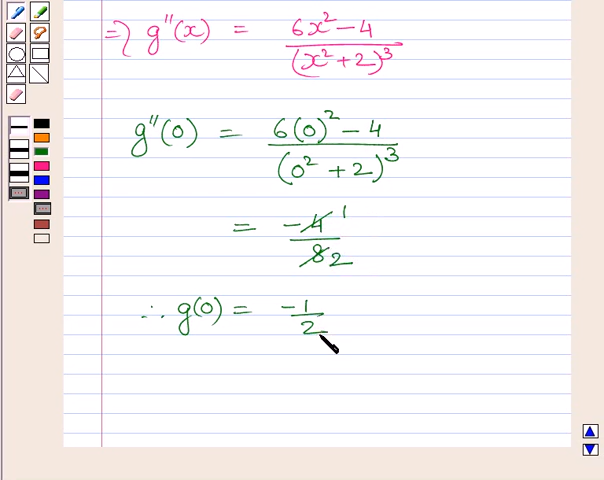 ⇒ g''(x) = (6x² - 4)/(x² + 2)³
g''(0) = (6(0)² - 4)/(0² + 2)³
= -4 1/8 2
∴ g(0) = -1/2